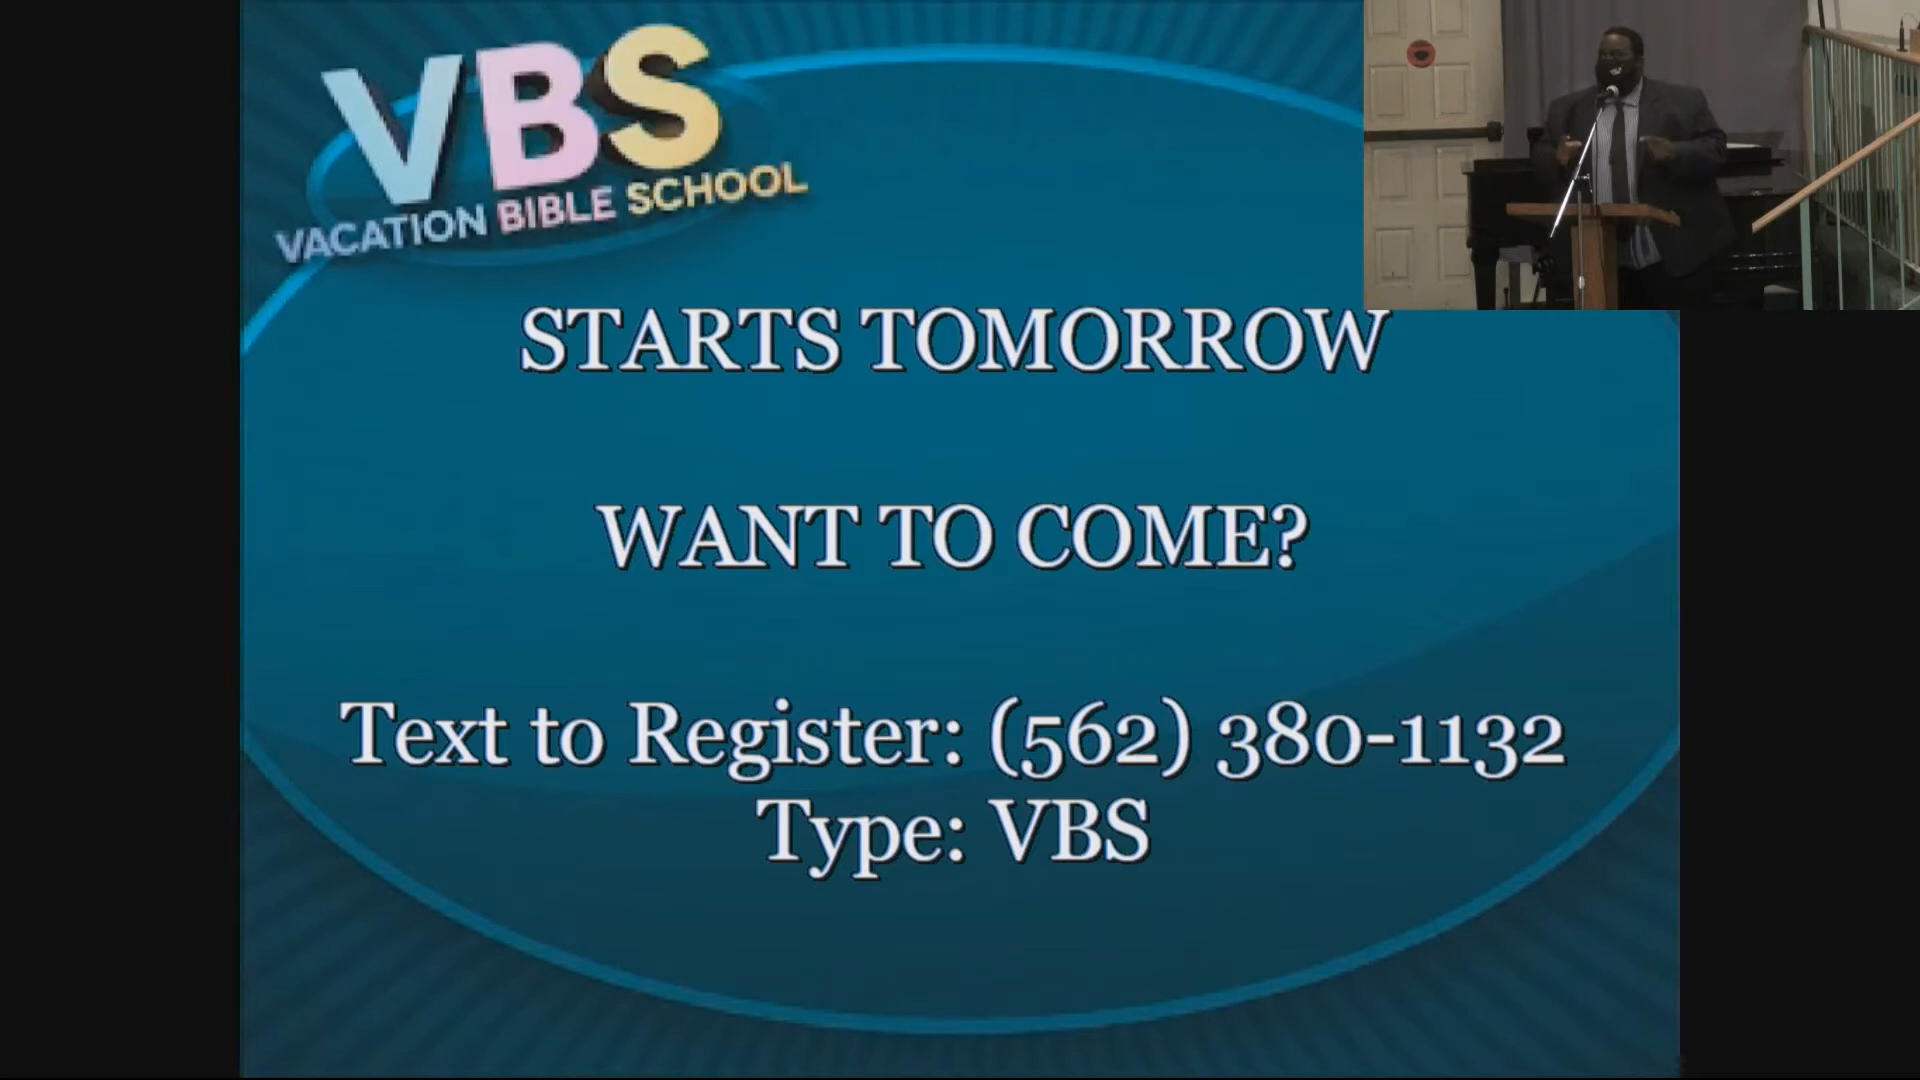 VBS
VACATION BIBLE SCHOOL
STARTS TOMORROW
WANT TO COME?
Text to Register: (562) 380-1132
Type: VBS